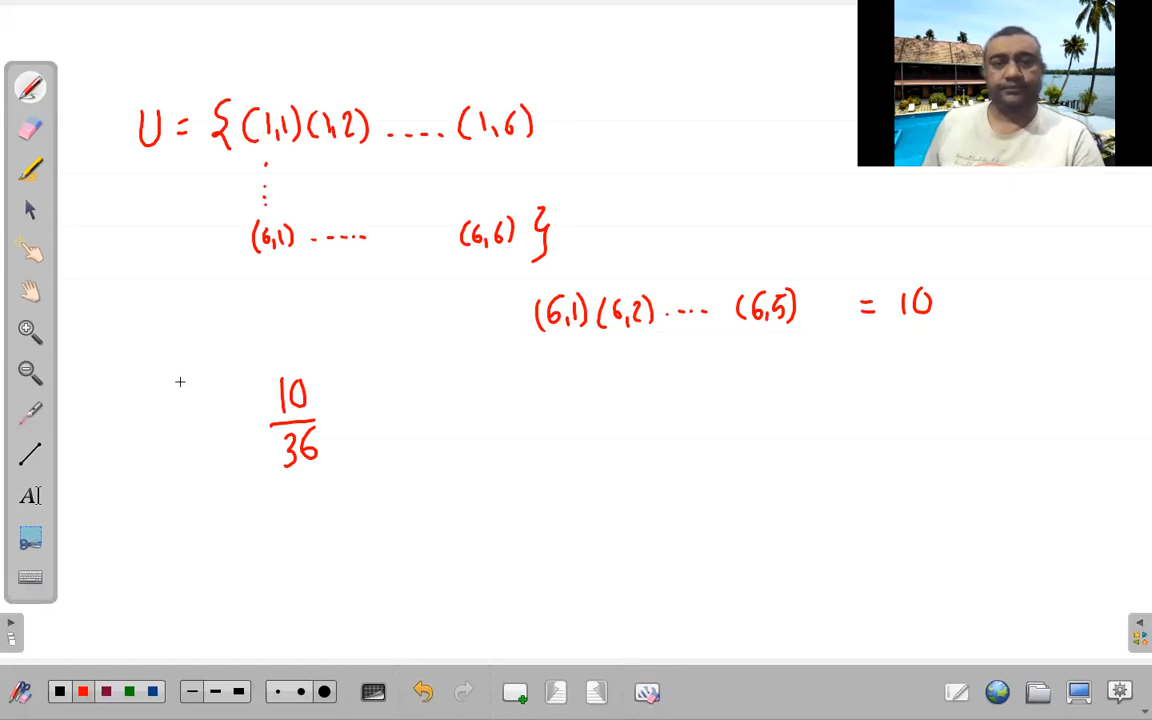 U = { (1,1) (1,2) .... (1,6)
(6,1) ...... (6,6) }
(6,1) (6,2) ..... (6,5) = 10
10
36
A